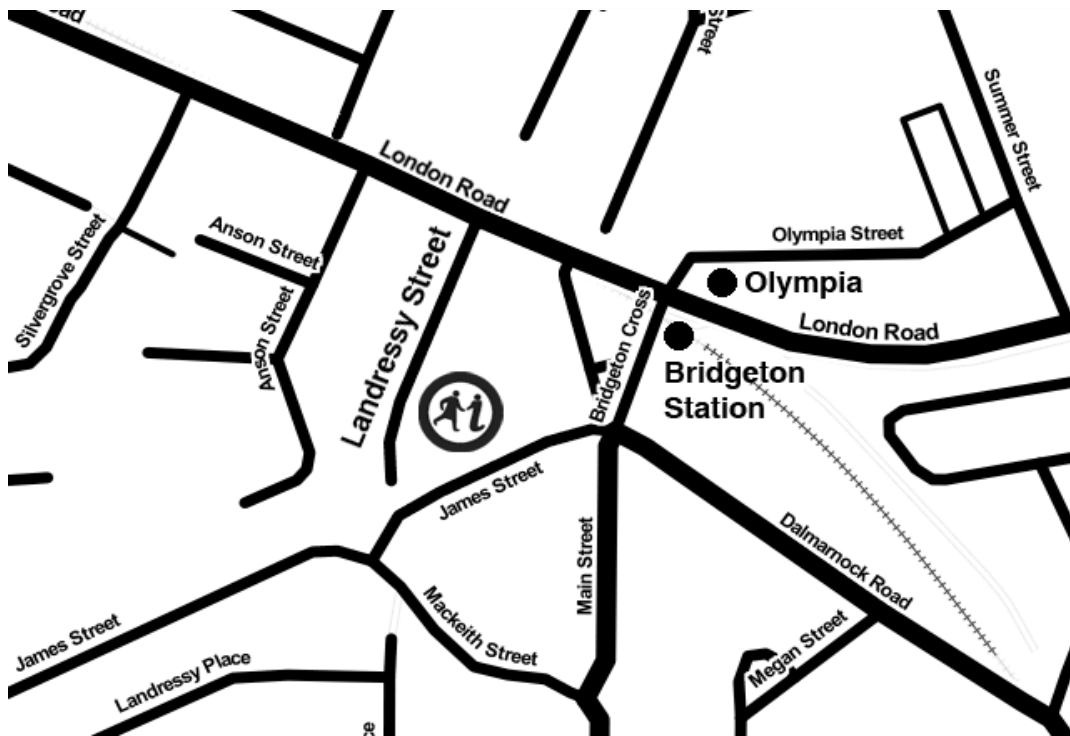 Street
Summer Street
London Road
Silvergrove Street
Anson Street
Olympia Street
Landressy Street
Olympia
Anson Street
Bridgeton Cross
London Road
Bridgeton
Station
James Street
Main Street
Dalmarnock Road
Mackeith Street
Megan Street
James Street
Landressy Place